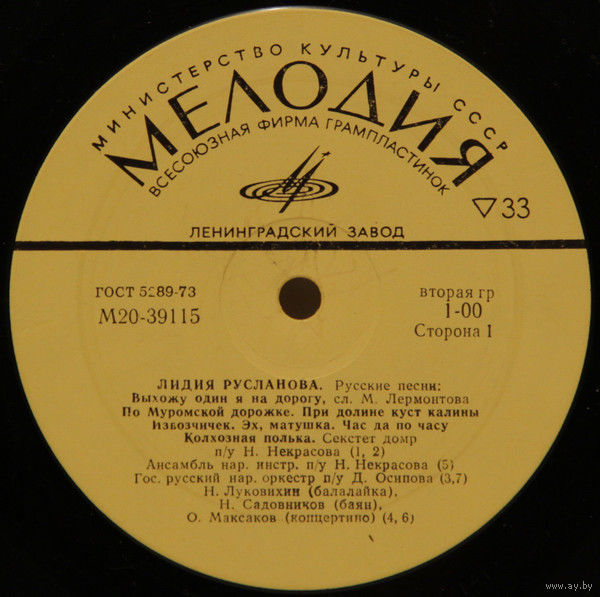 МИНИСТЕРСТВО КУЛЬТУРЫ СССР
МЕЛОДИЯ
ВСЕСОЮЗНАЯ ФИРМА ГРАМПЛАСТИНОК
▽33
ЛЕНИНГРАДСКИЙ ЗАВОД
ГОСТ 5289-73
М20-39115
вторая гр
1-00
Сторона 1
ЛИДИЯ РУСЛАНОВА. Русские песни:
Выхожу один я на дорогу, сл. М. Лермонтова
По Муромской дорожке. При долине куст калины
Извозчичек. Эх, матушка. Час да по часу
Колхозная полька. Секстет домр
п/у Н. Некрасова (1, 2)
Ансамбль нар. инстр. п/у Н. Некрасова (5)
Гос. русский нар. оркестр п/у Д. Осипова (3,7)
Н. Луковихин (балалайка),
Н. Садовников (баян),
О. Максаков (концертино) (4, 6)
www.ay.by